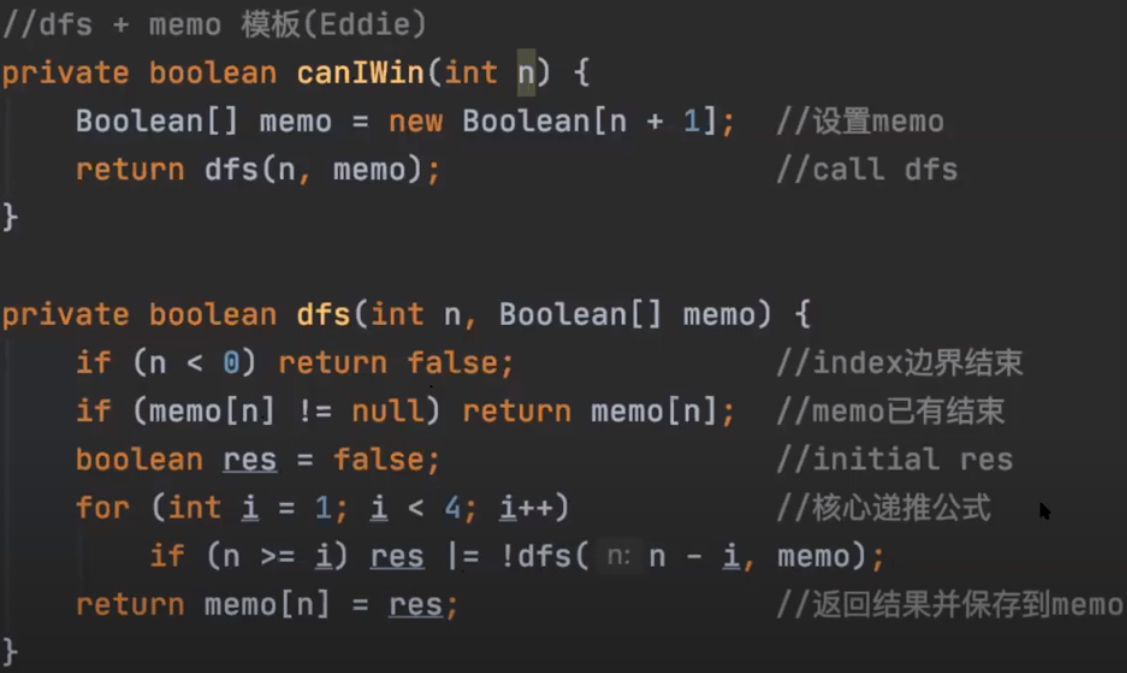 //dfs + memo 模板(Eddie)
private boolean canIWin(int n) {
    Boolean[] memo = new Boolean[n + 1];  //设置memo
    return dfs(n, memo);                  //call dfs
}

private boolean dfs(int n, Boolean[] memo) {
    if (n < 0) return false;              //index边界结束
    if (memo[n] != null) return memo[n];  //memo已有结束
    boolean res = false;                  //initial res
    for (int i = 1; i < 4; i++)           //核心递推公式
        if (n >= i) res |= !dfs( n: n - i, memo);
    return memo[n] = res;                 //返回结果并保存到memo
}